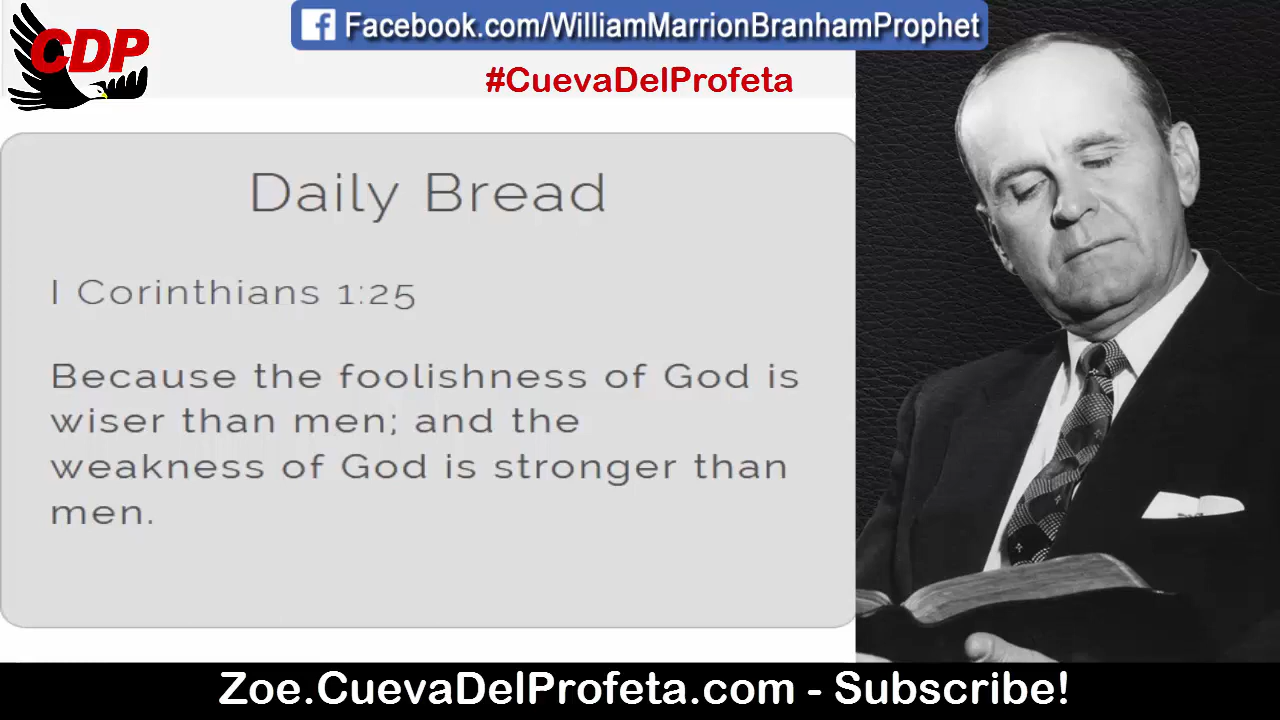 CDP
Facebook.com/WilliamMarrionBranhamProphet
#CuevaDelProfeta
Daily Bread
I Corinthians 1:25
Because the foolishness of God is
wiser than men; and the
weakness of God is stronger than
men.
Zoe.CuevaDelProfeta.com - Subscribe!